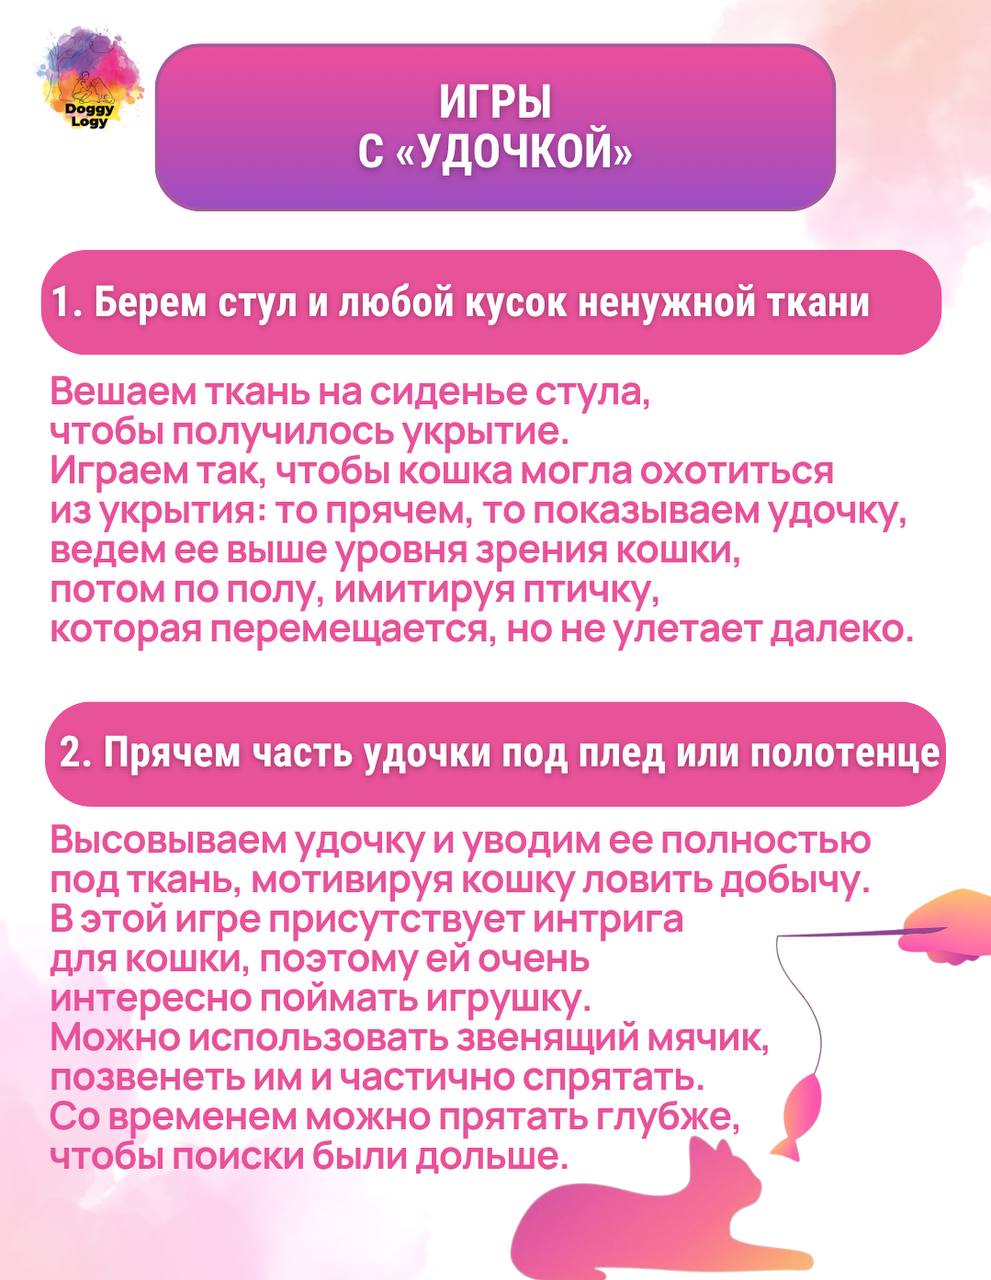 Doggy
Logy
ИГРЫ
С «УДОЧКОЙ»
1. Берем стул и любой кусок ненужной ткани
Вешаем ткань на сиденье стула,
чтобы получилось укрытие.
Играем так, чтобы кошка могла охотиться
из укрытия: то прячем, то показываем удочку,
ведем ее выше уровня зрения кошки,
потом по полу, имитируя птичку,
которая перемещается, но не улетает далеко.
2. Прячем часть удочки под плед или полотенце
Высовываем удочку и уводим ее полностью
под ткань, мотивируя кошку ловить добычу.
В этой игре присутствует интрига
для кошки, поэтому ей очень
интересно поймать игрушку.
Можно использовать звенящий мячик,
позвенеть им и частично спрятать.
Со временем можно прятать глубже,
чтобы поиски были дольше.